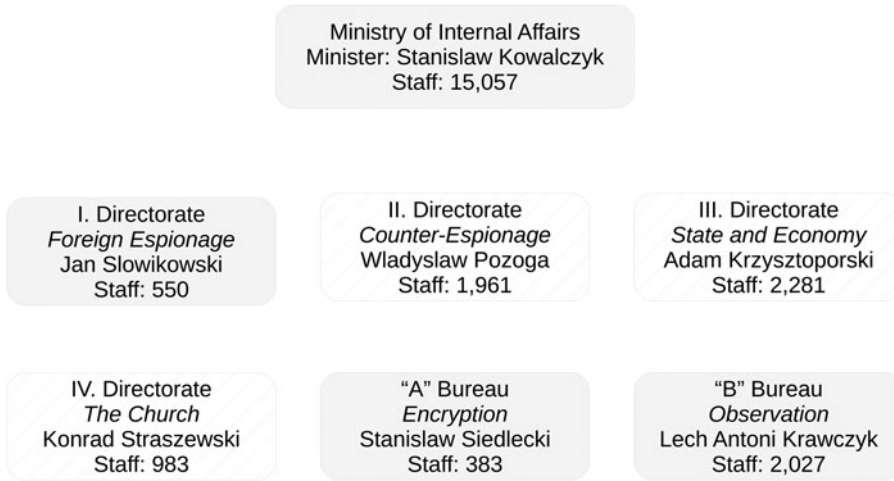 Ministry of Internal Affairs
Minister: Stanislaw Kowalczyk
Staff: 15,057
I. Directorate
Foreign Espionage
Jan Slowikowski
Staff: 550
II. Directorate
Counter-Espionage
Wladyslaw Pozoga
Staff: 1,961
III. Directorate
State and Economy
Adam Krzysztoporski
Staff: 2,281
IV. Directorate
The Church
Konrad Straszewski
Staff: 983
“A” Bureau
Encryption
Stanislaw Siedlecki
Staff: 383
“B” Bureau
Observation
Lech Antoni Krawczyk
Staff: 2,027